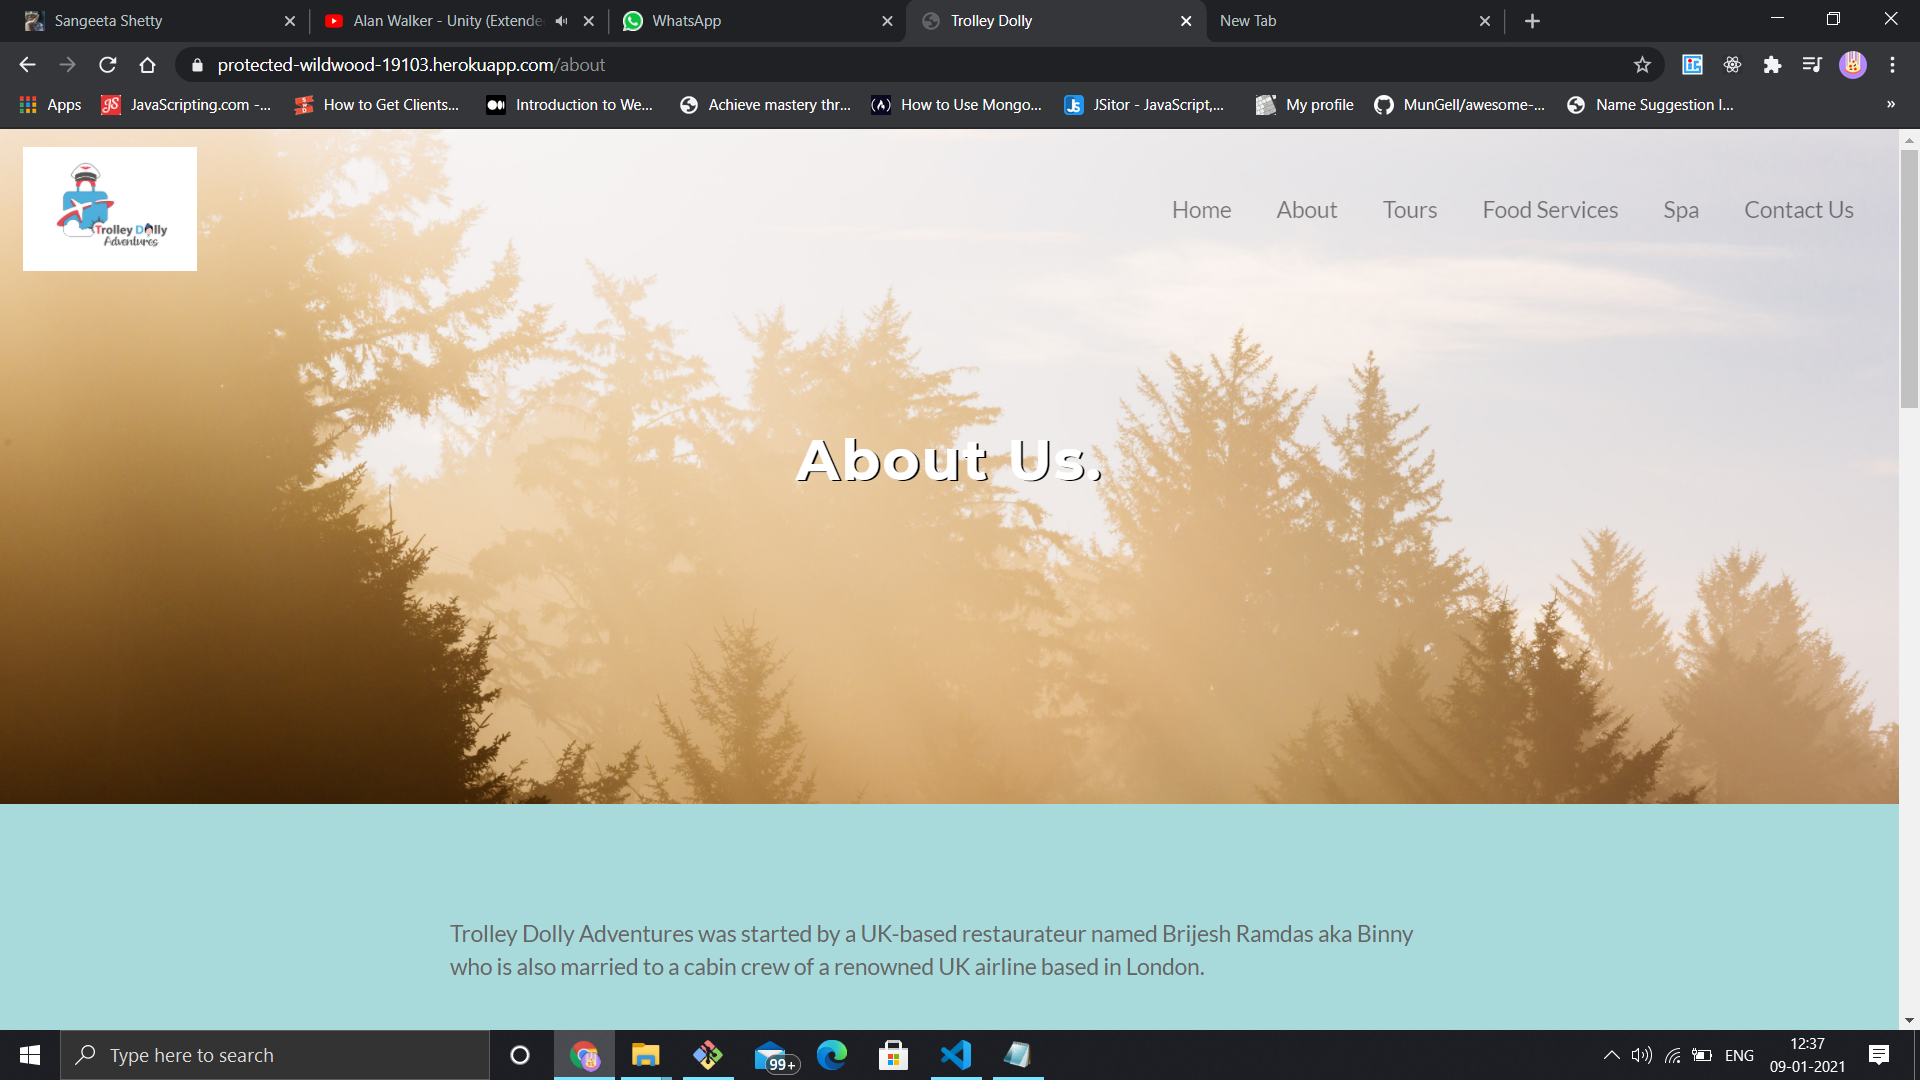 Sangeeta Shetty
Alan Walker - Unity (Extende
WhatsApp
Trolley Dolly
New Tab
protected-wildwood-19103.herokuapp.com/about
Apps
JS
JavaScripting.com -...
How to Get Clients...
Introduction to We...
Achieve mastery thr...
How to Use Mongo...
JSitor - JavaScript,...
My profile
MunGell/awesome-...
Name Suggestion I...
»
Trolley Dolly
Adventures
Home
About
Tours
Food Services
Spa
Contact Us
About Us.
Trolley Dolly Adventures was started by a UK-based restaurateur named Brijesh Ramdas aka Binny
who is also married to a cabin crew of a renowned UK airline based in London.
Type here to search
99+
ENG
12:37
09-01-2021